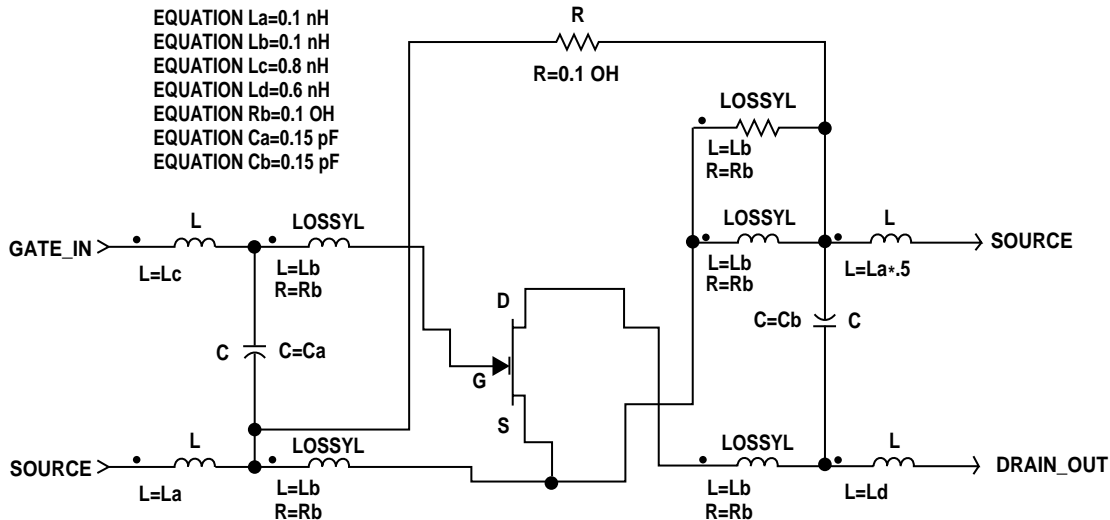 EQUATION La=0.1 nH
EQUATION Lb=0.1 nH
EQUATION Lc=0.8 nH
EQUATION Ld=0.6 nH
EQUATION Rb=0.1 OH
EQUATION Ca=0.15 pF
EQUATION Cb=0.15 pF
R
R=0.1 OH
LOSSYL
L=Lb
R=Rb
GATE_IN
L
L=Lc
LOSSYL
L=Lb
R=Rb
LOSSYL
L=Lb
R=Rb
L
L=La*.5
SOURCE
C
C=Ca
D
G
S
C=Cb
C
SOURCE
L
L=La
LOSSYL
L=Lb
R=Rb
LOSSYL
L=Lb
R=Rb
L
L=Ld
DRAIN_OUT